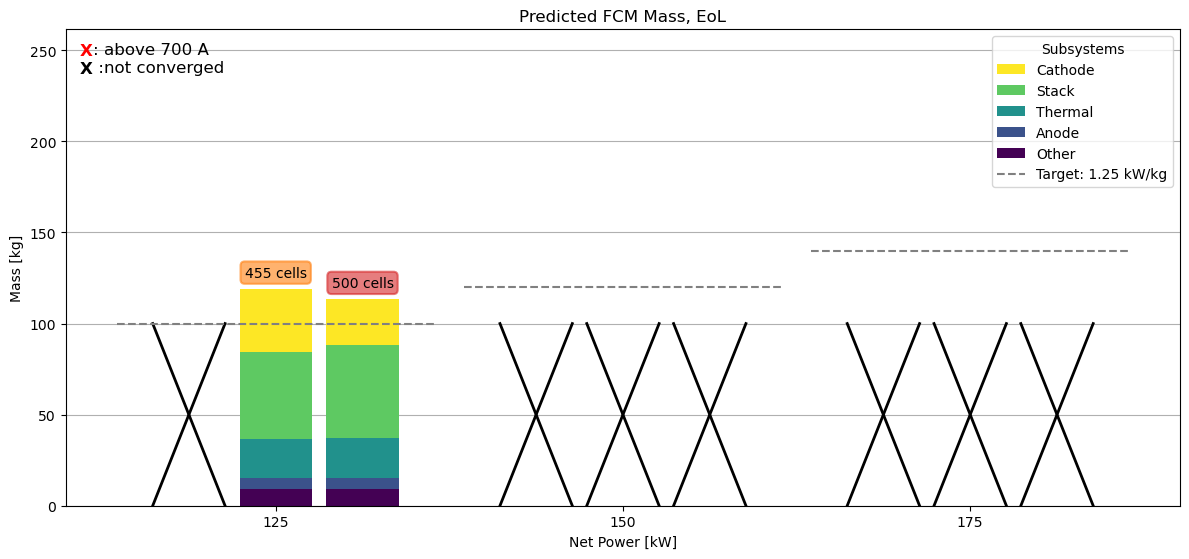 Predicted FCM Mass, EoL
X: above 700 A
X :not converged
Subsystems
Cathode
Stack
Thermal
Anode
Other
Target: 1.25 kW/kg
250
200
150
100
50
0
Mass [kg]
455 cells
500 cells
125
150
175
Net Power [kW]